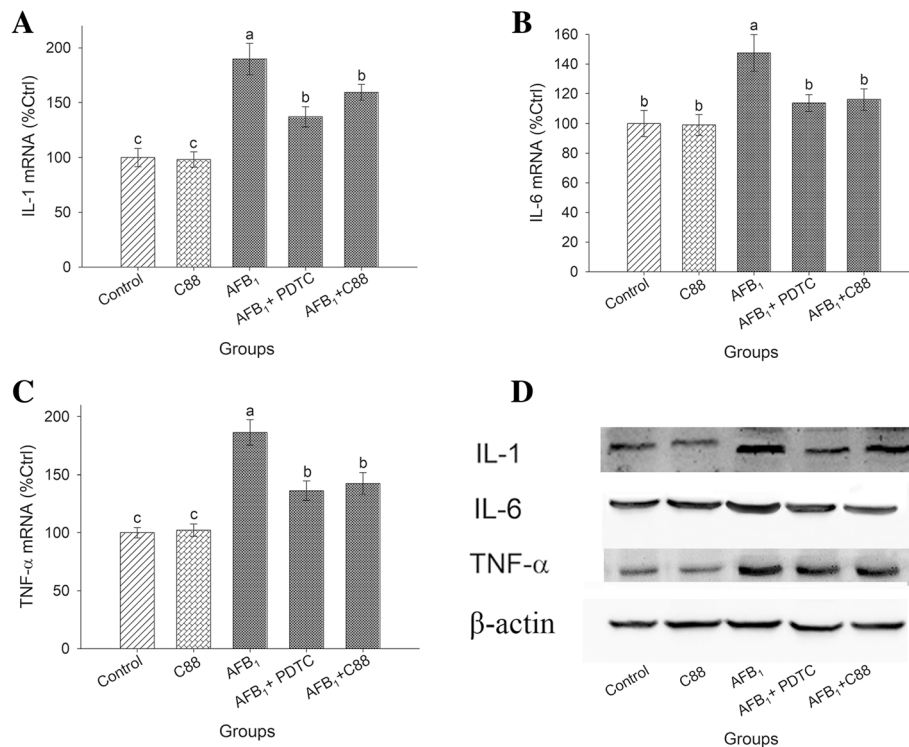 A
IL-1 mRNA (%Ctrl)
200
150
100
50
0
c
c
a
b
b
Control
C88
AFB₁
AFB₁+ PDTC
AFB₁+C88
Groups
B
IL-6 mRNA (%Ctrl)
160
140
120
100
80
60
40
20
0
b
b
a
b
b
Control
C88
AFB₁
AFB₁+ PDTC
AFB₁+C88
Groups
C
TNF-α mRNA (%Ctrl)
200
150
100
50
0
c
c
a
b
b
Control
C88
AFB₁
AFB₁+ PDTC
AFB₁+C88
Groups
D
IL-1
IL-6
TNF-α
β-actin
Control
C88
AFB₁
AFB₁+ PDTC
AFB₁+C88
Groups